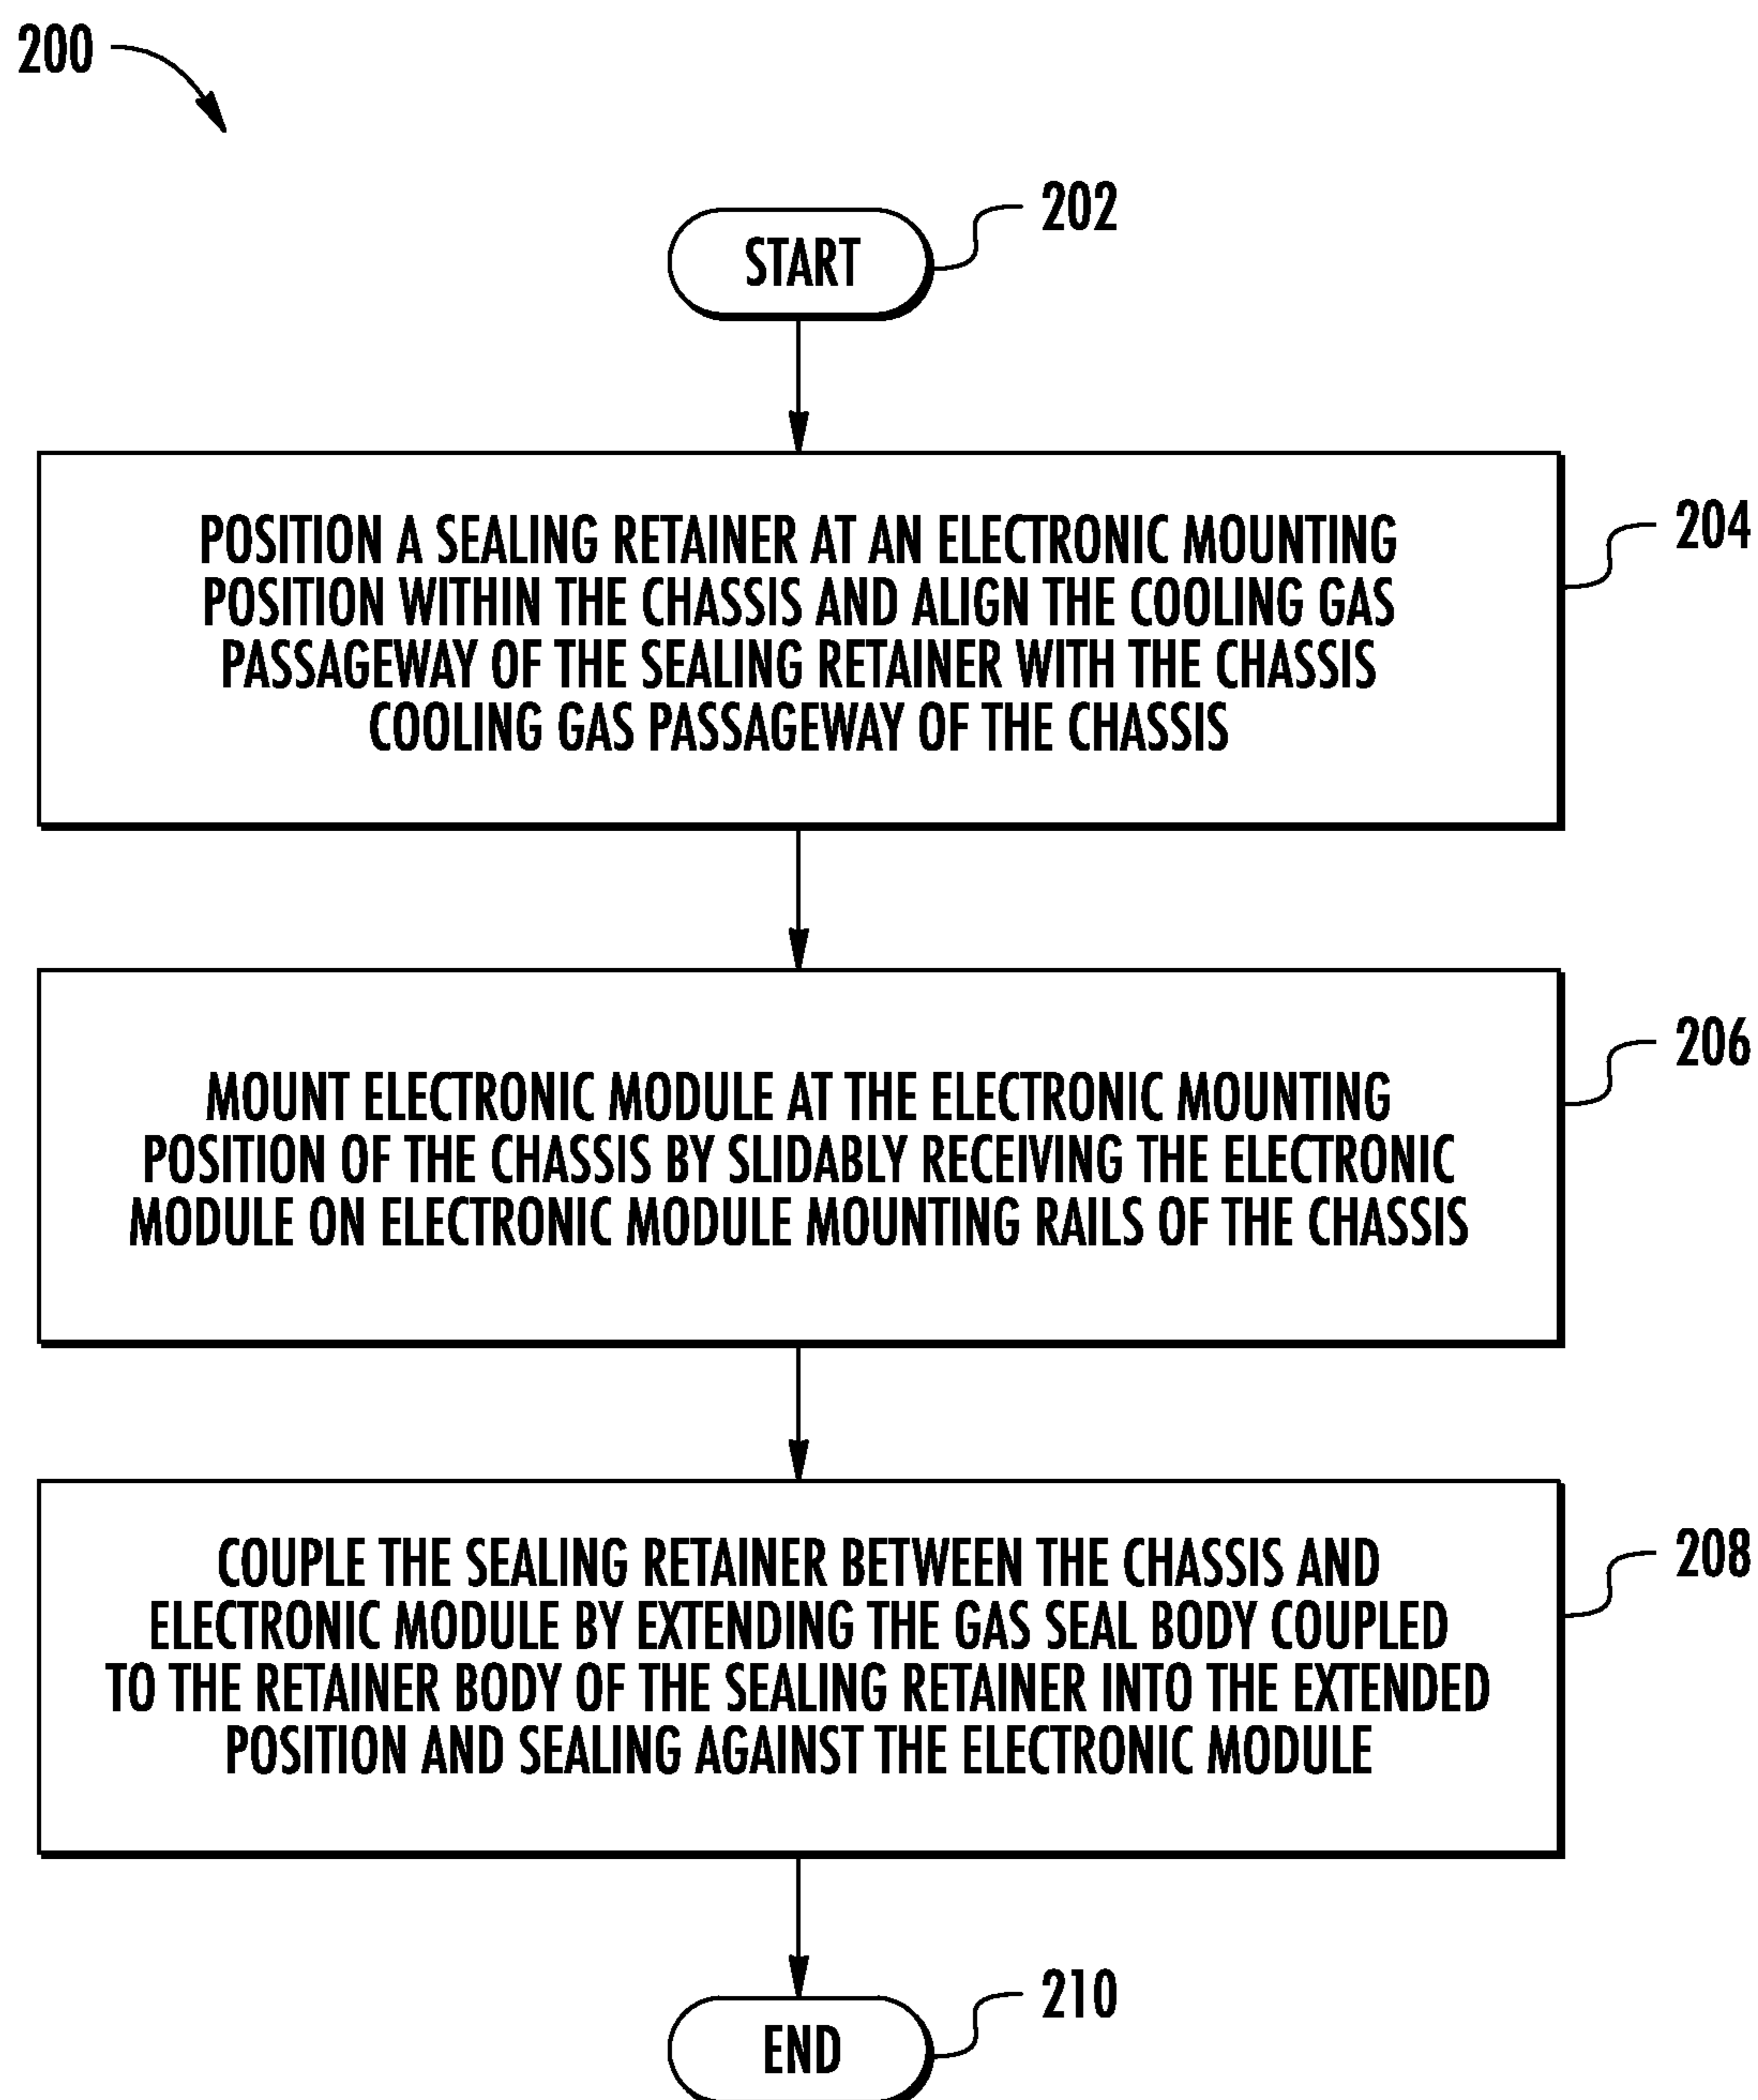 200
202
START
204
POSITION A SEALING RETAINER AT AN ELECTRONIC MOUNTING
POSITION WITHIN THE CHASSIS AND ALIGN THE COOLING GAS
PASSAGEWAY OF THE SEALING RETAINER WITH THE CHASSIS
COOLING GAS PASSAGEWAY OF THE CHASSIS
206
MOUNT ELECTRONIC MODULE AT THE ELECTRONIC MOUNTING
POSITION OF THE CHASSIS BY SLIDABLY RECEIVING THE ELECTRONIC
MODULE ON ELECTRONIC MODULE MOUNTING RAILS OF THE CHASSIS
208
COUPLE THE SEALING RETAINER BETWEEN THE CHASSIS AND
ELECTRONIC MODULE BY EXTENDING THE GAS SEAL BODY COUPLED
TO THE RETAINER BODY OF THE SEALING RETAINER INTO THE EXTENDED
POSITION AND SEALING AGAINST THE ELECTRONIC MODULE
210
END